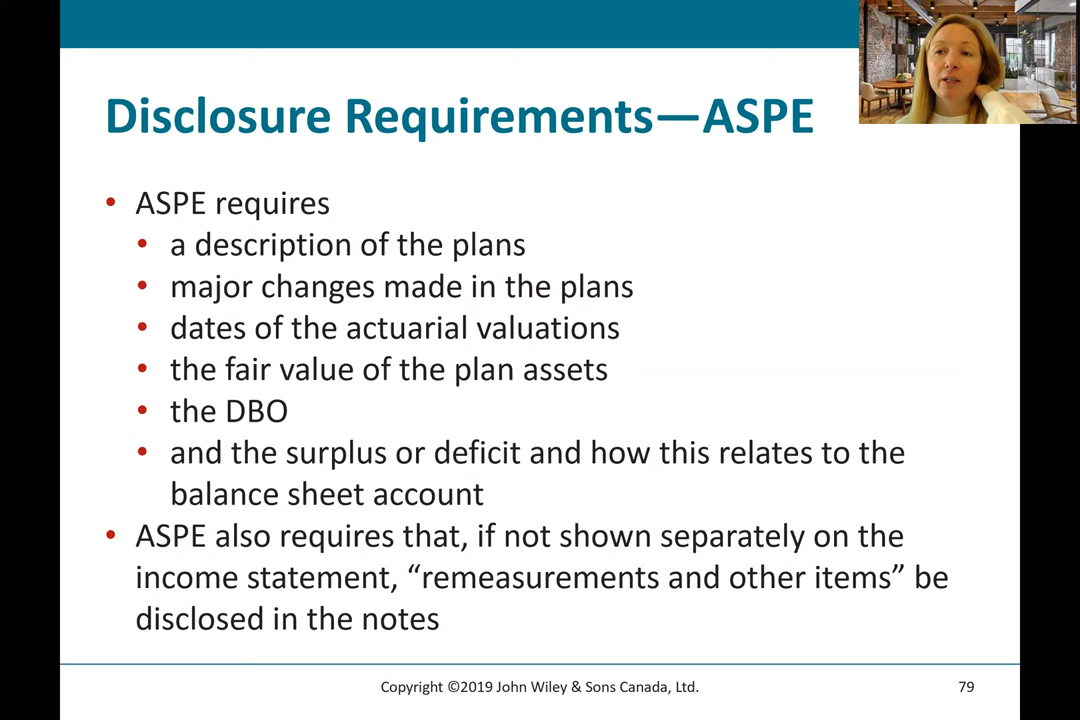 Disclosure Requirements—ASPE
• ASPE requires
• a description of the plans
• major changes made in the plans
• dates of the actuarial valuations
• the fair value of the plan assets
• the DBO
• and the surplus or deficit and how this relates to the
balance sheet account
• ASPE also requires that, if not shown separately on the
income statement, “remeasurements and other items” be
disclosed in the notes
Copyright ©2019 John Wiley & Sons Canada, Ltd.
79